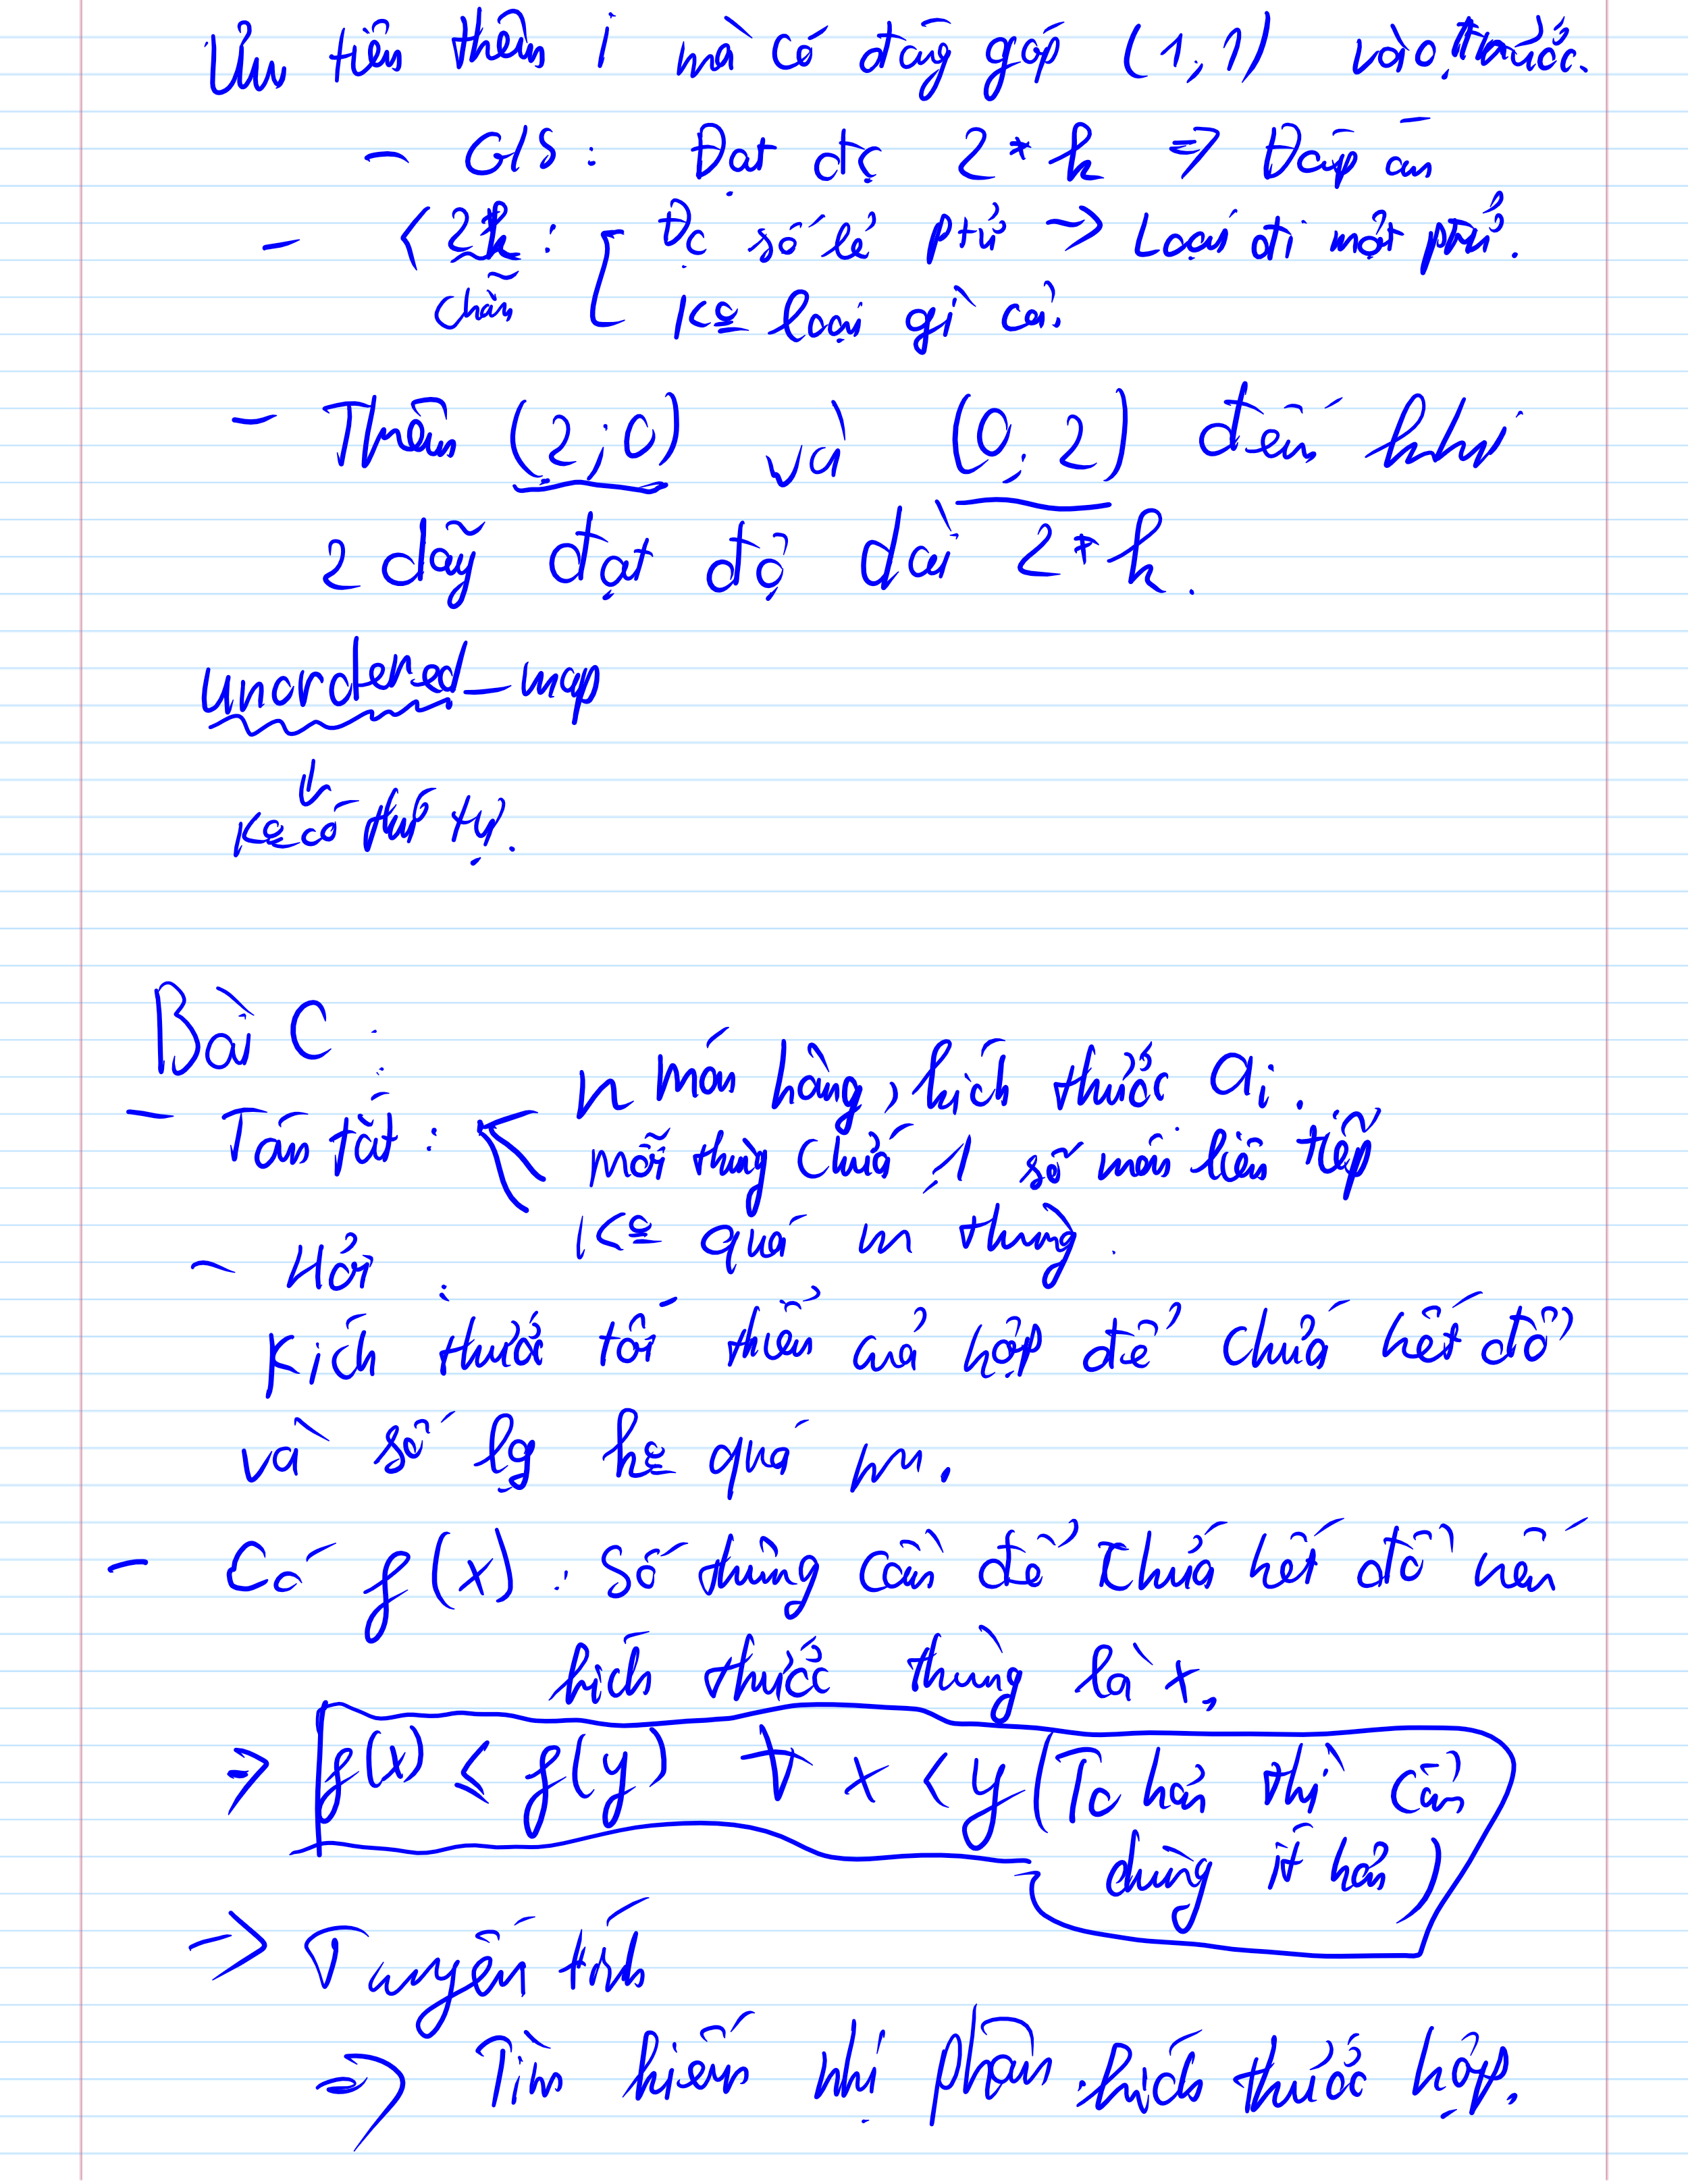 Ưu tiên thêm i mà có đóng góp (1,1) vào trước.
- G/S: Đạt đc 2*k => Đáp án
- < 2k : Đc số lẻ ptử -> Loại đi một ptử.
chẵn Kº loại gì cả.
- Thêm (2;0) và (0,2) đến khi
2 dãy đạt độ dài 2*k.
unordered_map
↓
Kº có thứ tự.
Bài C :
n món hàng, kích thước ai.
- Tóm tắt : mỗi thùng chứa 1 số món liên tiếp
Kº quá m thùng.
- Hỏi :
Kích thước tối thiểu của hộp để chứa hết đồ
và số lg kº quá m.
- Có f(x) : Số thùng cần để chứa hết đồ nếu
kích thước thùng là x,
=> f(x) ≤ f(y) ∀ x < y (To hơn thì cần
dùng ít hơn)
-> Tuyến tính
=> Tìm kiếm nhị phân kích thước hộp.